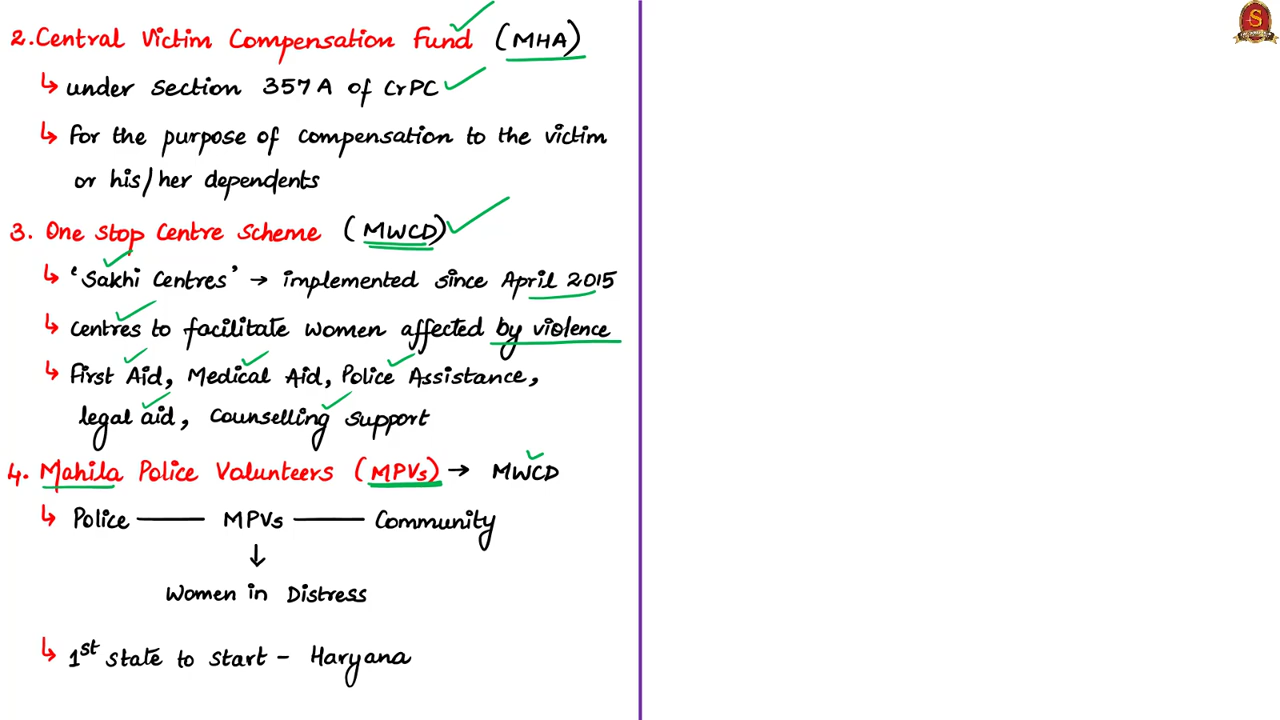 2. Central Victim Compensation Fund (MHA)
↳ under section 357A of CrPC
↳ for the purpose of compensation to the victim
or his/her dependents
3. One stop Centre Scheme (MWCD)
↳ 'Sakhi Centres' → implemented since April 2015
↳ centres to facilitate women affected by violence
↳ First Aid, Medical Aid, Police Assistance,
legal aid, Counselling support
4. Mahila Police Volunteers (MPVs) → MWCD
↳ Police — MPVs — Community
↓
Women in Distress
↳ 1st state to start - Haryana
S